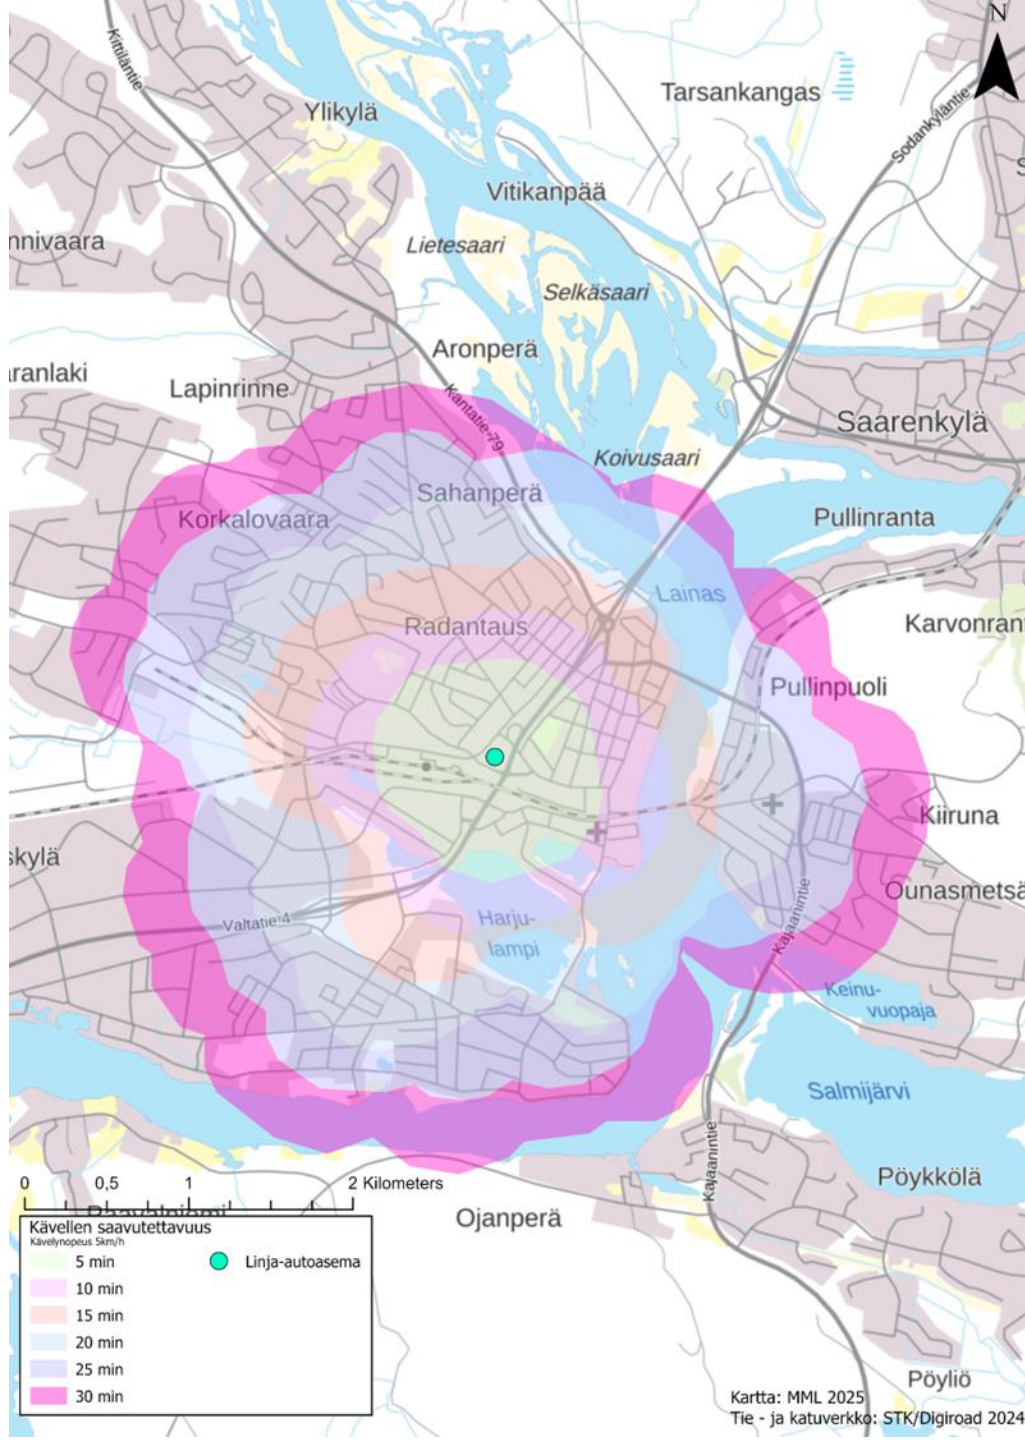 N
Kittiläntie
Tarsankangas
Ylikylä
Sodankyläntie
Vitikanpää
nnivaara
Lietesaari
Selkäsaari
Aronperä
aranlaki
Lapinrinne
Kantatie 79
Saarenkylä
Koivusaari
Sahanperä
Korkalovaara
Pullinranta
Lainas
Radantaus
Karvonran
Pullinpuoli
Kiiruna
skylä
Ounasmetsä
Valtatie 4
Harju-
lampi
Kajaanintie
Keinu-
vuopaja
Salmijärvi
Kajaanintie
Pöykkölä
0 0,5 1 2 Kilometers
Ojanperä
Kävellen saavutettavuus
Kävelynopeus 5km/h
5 min
Linja-autoasema
10 min
15 min
20 min
25 min
30 min
Pöyliö
Kartta: MML 2025
Tie - ja katuverkko: STK/Digiroad 2024